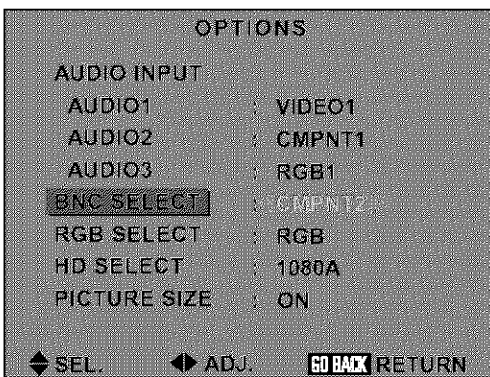 OPTIONS
AUDIO INPUT
AUDIO1 : VIDEO1
AUDIO2 : CMPNT1
AUDIO3 : RGB1
BNC SELECT : CMPNT2
RGB SELECT : RGB
HD SELECT : 1080A
PICTURE SIZE : ON
SEL. ADJ. GO BACK RETURN